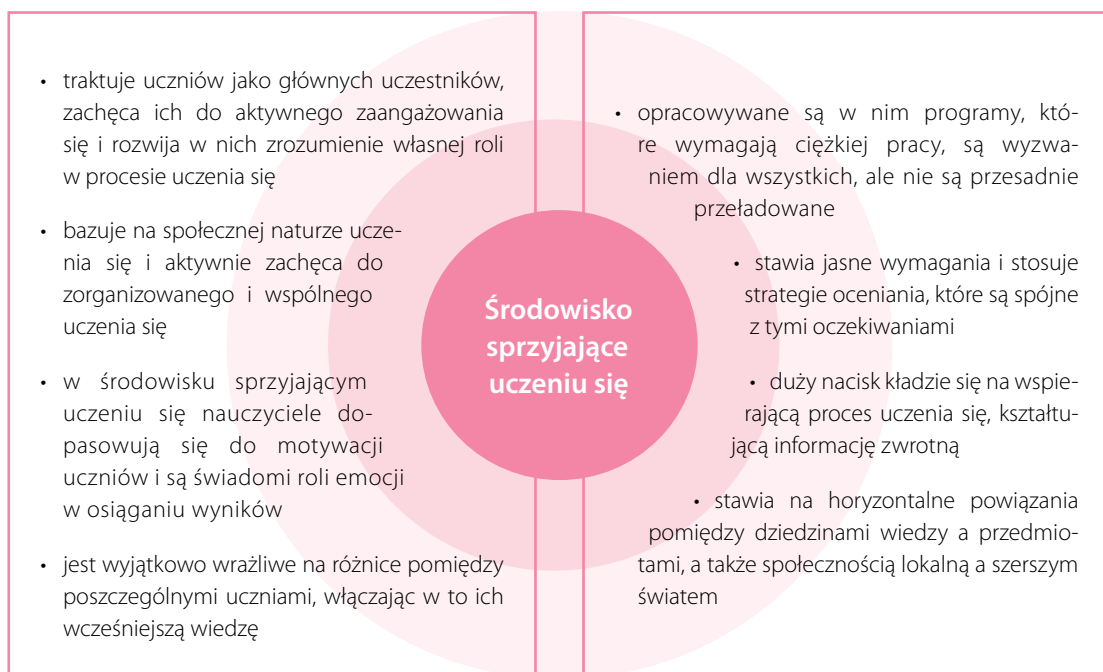 • traktuje uczniów jako głównych uczestników,
zachęca ich do aktywnego zaangażowania
się i rozwija w nich zrozumienie własnej roli
w procesie uczenia się
• bazuje na społecznej naturze ucze-
nia się i aktywnie zachęca do
zorganizowanego i wspólnego
uczenia się
• w środowisku sprzyjającym
uczeniu się nauczyciele do-
pasowują się do motywacji
uczniów i są świadomi roli emocji
w osiąganiu wyników
• jest wyjątkowo wrażliwe na różnice pomiędzy
poszczególnymi uczniami, włączając w to ich
wcześniejszą wiedzę
Środowisko
sprzyjające
uczeniu się
• opracowywane są w nim programy, któ-
re wymagają ciężkiej pracy, są wyzwa-
niem dla wszystkich, ale nie są przesadnie
przeładowane
• stawia jasne wymagania i stosuje
strategie oceniania, które są spójne
z tymi oczekiwaniami
• duży nacisk kładzie się na wspie-
rającą proces uczenia się, kształtu-
jącą informację zwrotną
• stawia na horyzontalne powiązania
pomiędzy dziedzinami wiedzy a przedmio-
tami, a także społecznością lokalną a szerszym
światem